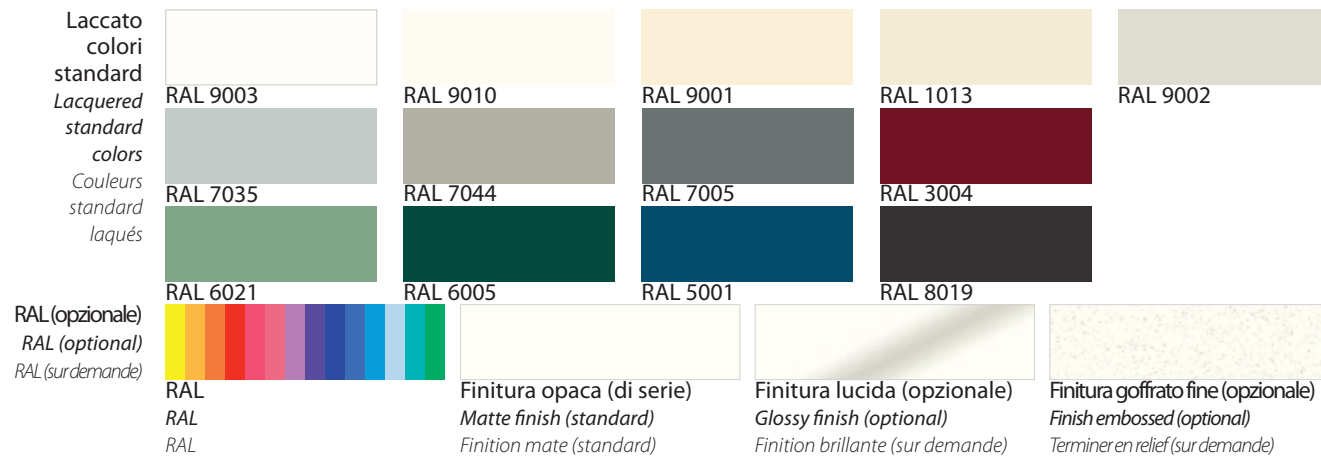 Laccato
colori
standard
Lacquered
standard
colors
Couleurs
standard
laqués
RAL 9003
RAL 9010
RAL 9001
RAL 1013
RAL 9002
RAL 7035
RAL 7044
RAL 7005
RAL 3004
RAL 6021
RAL 6005
RAL 5001
RAL 8019
RAL (opzionale)
RAL (optional)
RAL (sur demande)
RAL
RAL
RAL
Finitura opaca (di serie)
Matte finish (standard)
Finition mate (standard)
Finitura lucida (opzionale)
Glossy finish (optional)
Finition brillante (sur demande)
Finitura goffrato fine (opzionale)
Finish embossed (optional)
Terminer en relief (sur demande)